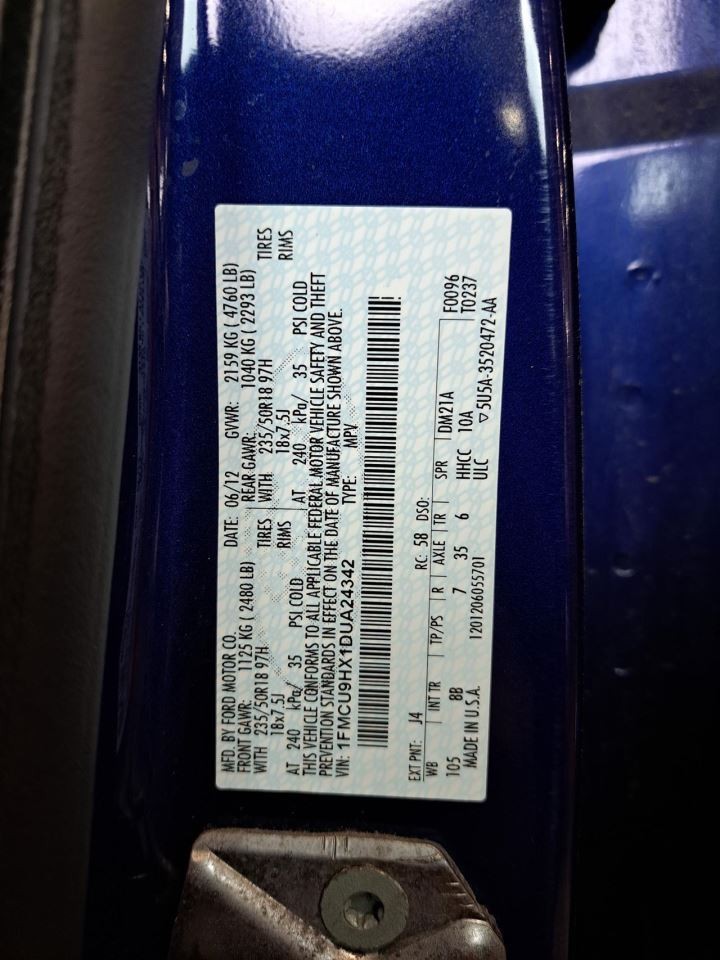 MFD. BY FORD MOTOR CO.
DATE: 06/12 GVWR: 2159 KG ( 4760 LB)
FRONT GAWR: 1125 KG ( 2480 LB) REAR GAWR: 1040 KG ( 2293 LB)
WITH 235/50R18 97H TIRES WITH 235/50R18 97H TIRES
18x7.5J RIMS 18x7.5J RIMS
AT 240 kPa/ 35 PSI COLD AT 240 kPa/ 35 PSI COLD
THIS VEHICLE CONFORMS TO ALL APPLICABLE FEDERAL MOTOR VEHICLE SAFETY AND THEFT
PREVENTION STANDARDS IN EFFECT ON THE DATE OF MANUFACTURE SHOWN ABOVE.
VIN: 1FMCU9HX1DUA24342 TYPE: MPV
EXT PNT: J4 RC: 58 DSO: F0096
WB INT TR TP/PS R AXLE TR SPR DM21A T0237
105 8B 7 35 6 HHCC 10A
MADE IN U.S.A. 1201206055701 ULC ▽5U5A-3520472-AA